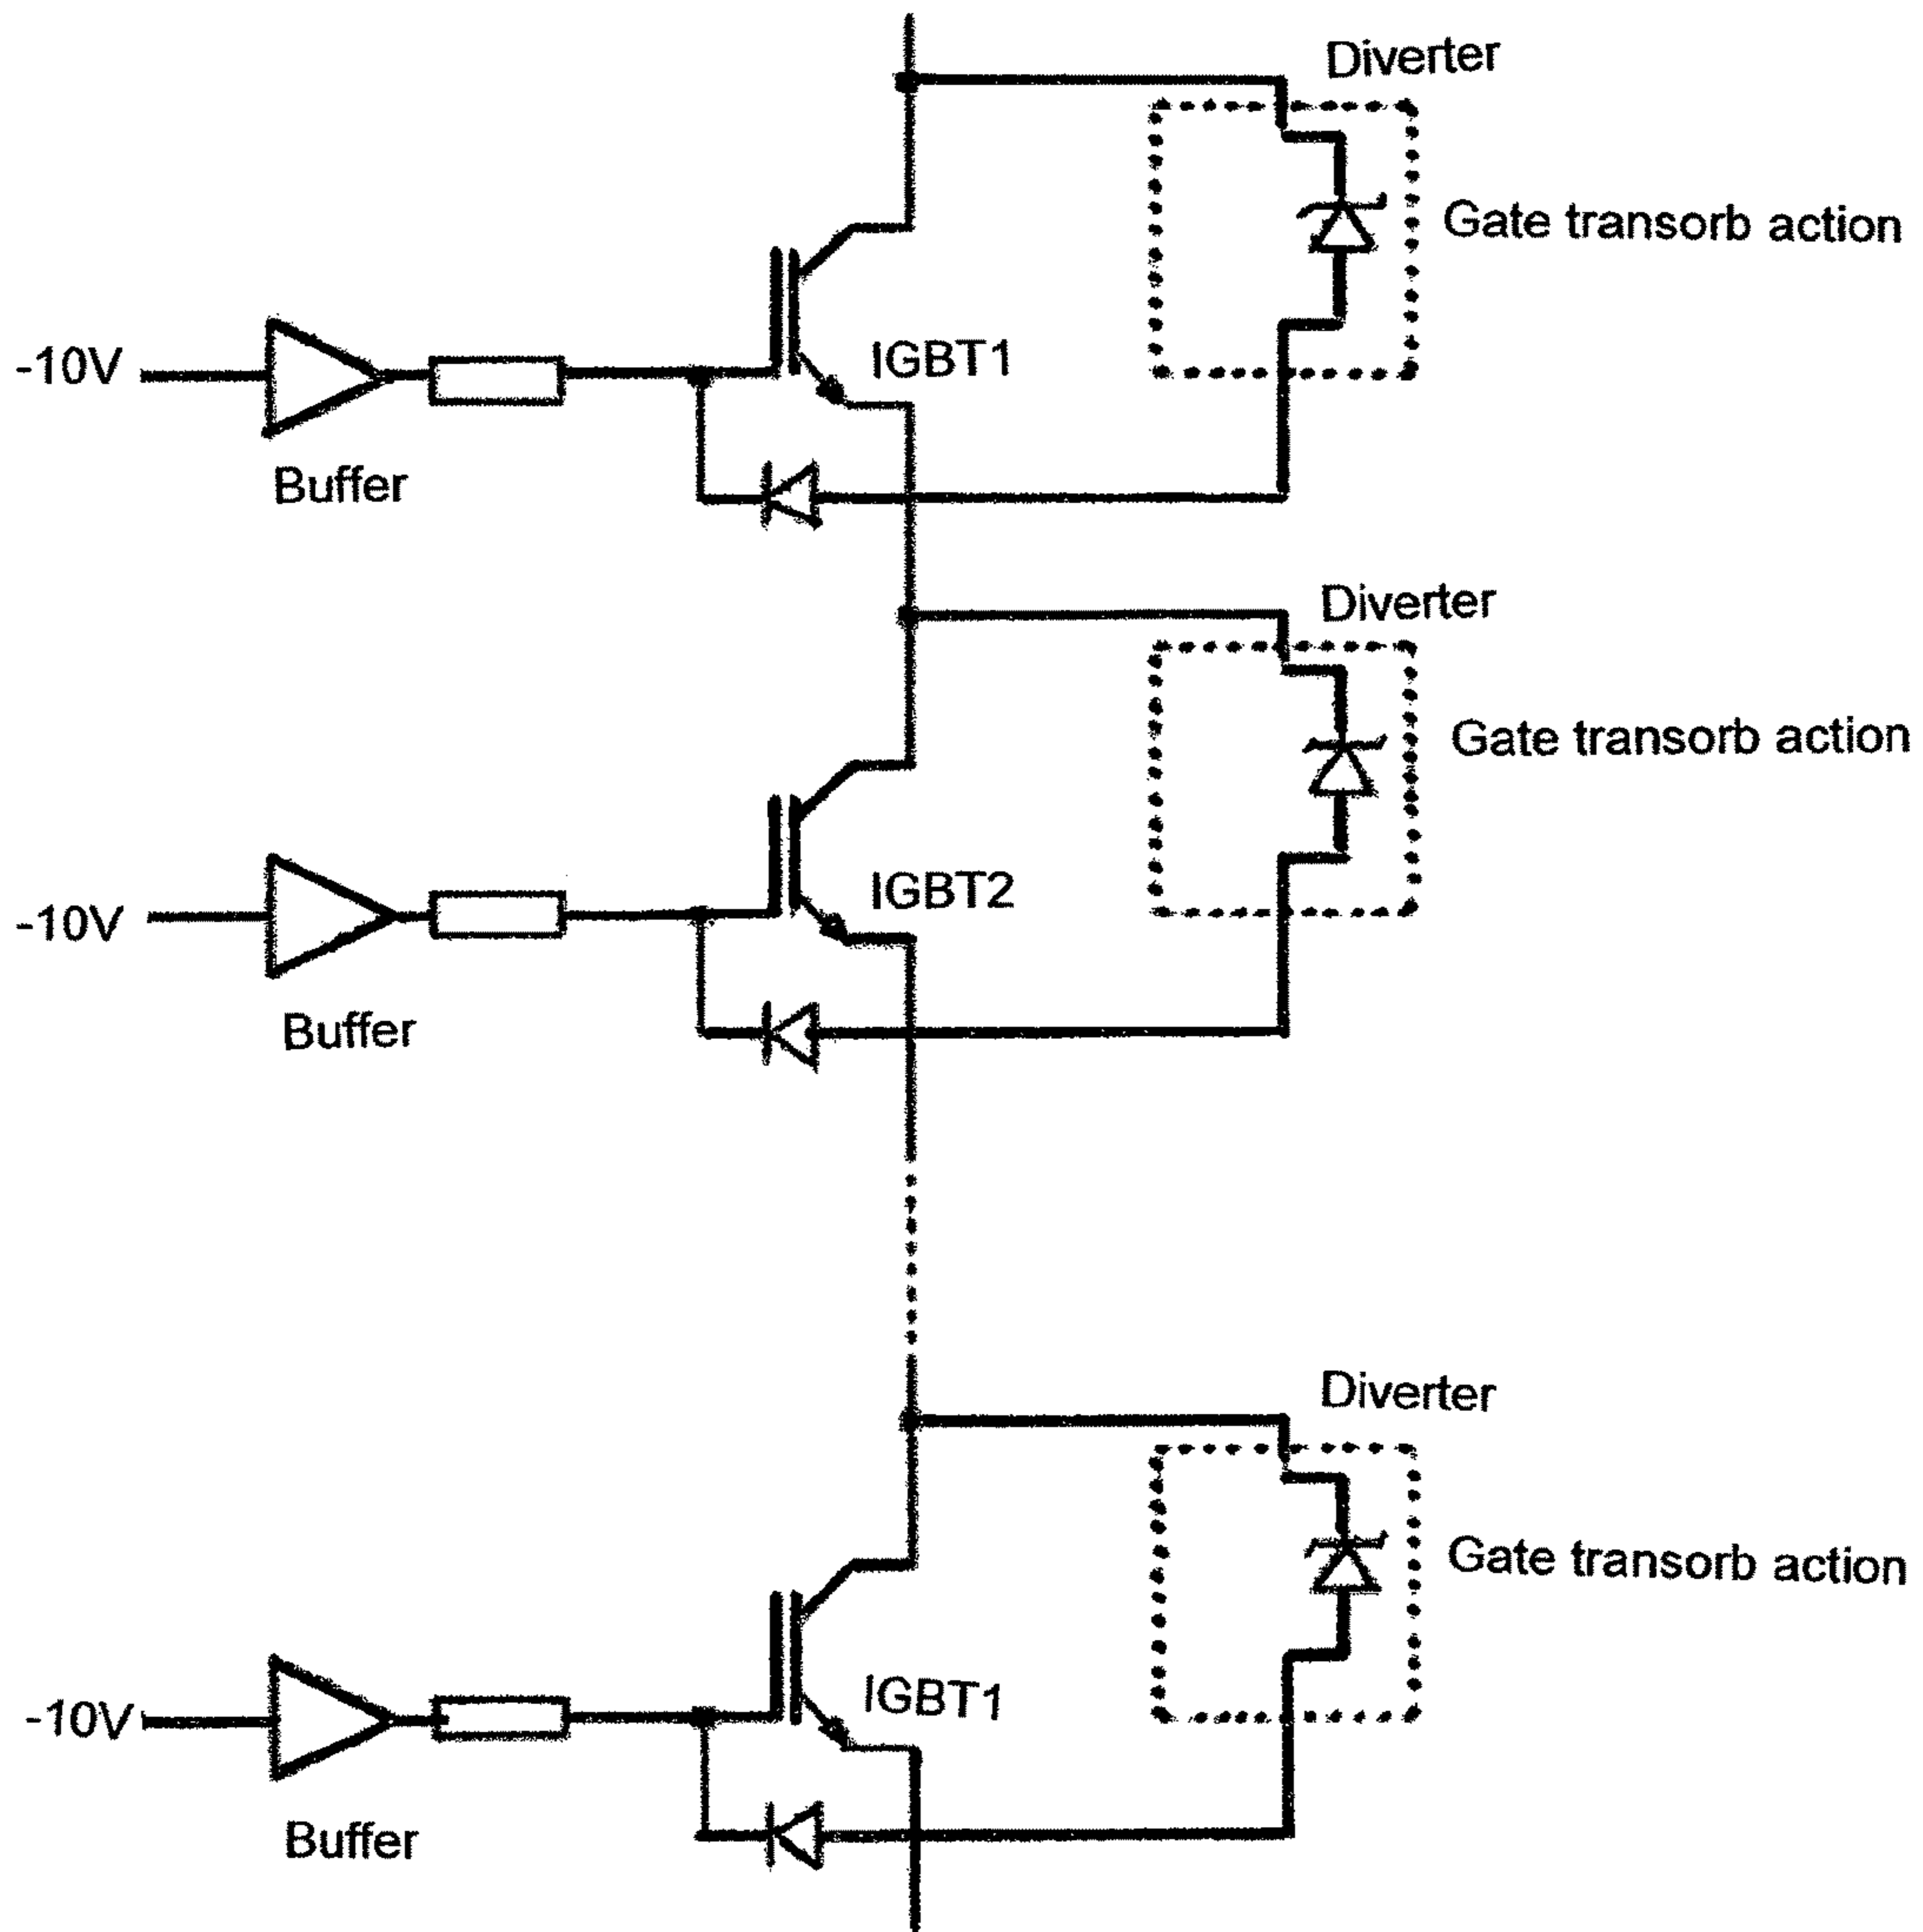 Diverter
Gate transorb action
-10V
IGBT1
Buffer
Diverter
Gate transorb action
-10V
IGBT2
Buffer
Diverter
Gate transorb action
-10V
IGBT1
Buffer